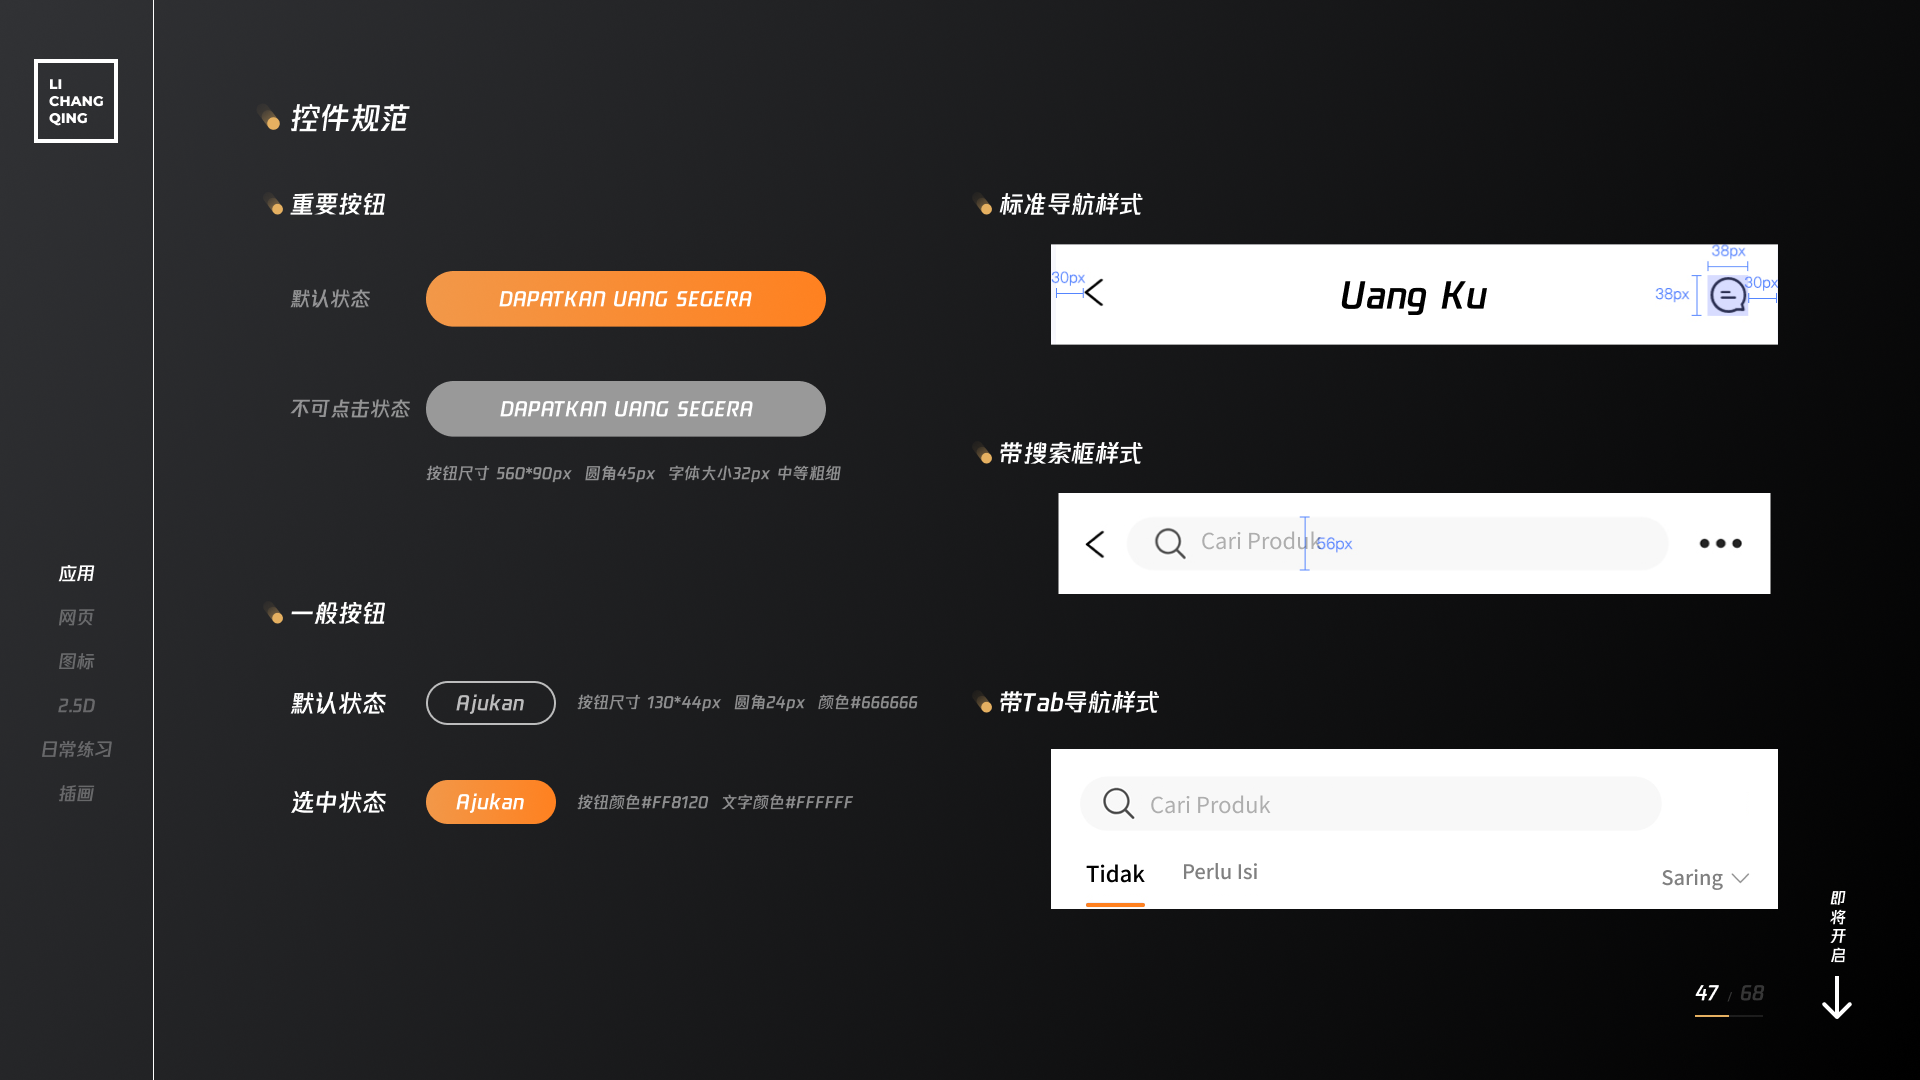 LI
CHANG
QING
应用
网页
图标
2.5D
日常练习
插画
控件规范
重要按钮
默认状态
DAPATKAN UANG SEGERA
不可点击状态
DAPATKAN UANG SEGERA
按钮尺寸 560*90px 圆角45px 字体大小32px 中等粗细
一般按钮
默认状态
Ajukan
按钮尺寸 130*44px 圆角24px 颜色#666666
选中状态
Ajukan
按钮颜色#FF8120 文字颜色#FFFFFF
标准导航样式
30px
Uang Ku
38px
38px
30px
带搜索框样式
Cari Produk
56px
带Tab导航样式
Cari Produk
Tidak
Perlu Isi
Saring
即将开启
47 / 68